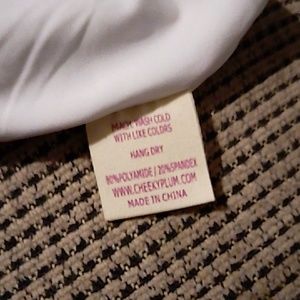 MACH. WASH COLD
WITH LIKE COLORS
HANG DRY
80%POLYAMIDE / 20%SPANDEX
WWW.CHEEKYPLUM.COM
MADE IN CHINA